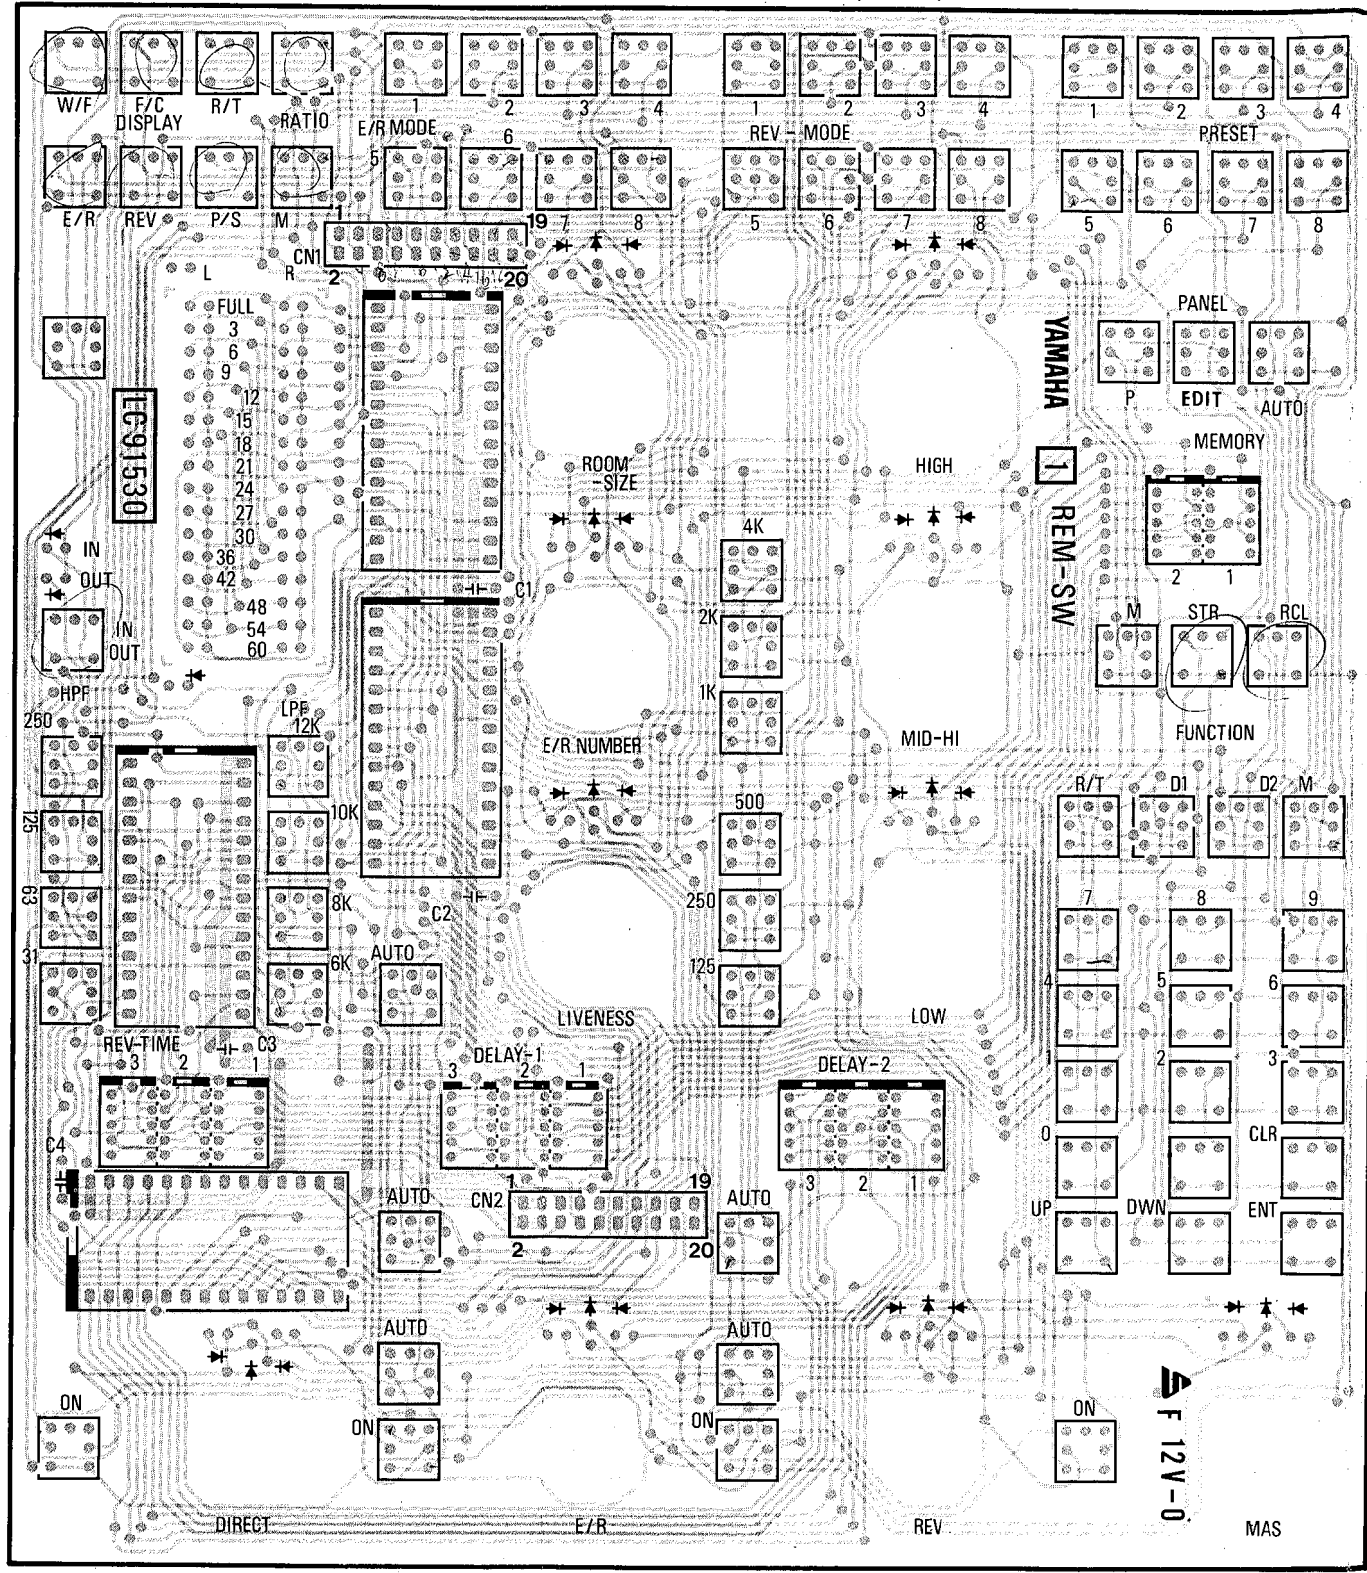 W/F F/C R/T RATIO
DISPLAY
1 2 3 4
E/R MODE
1 2 3 4
REV-MODE
1 2 3 4
PRESET
5 6
E/R REV P/S M
7 8
5 6 7 8
5 6 7 8
1 19
CN1
2 20
L R
FULL
3
6
9
12
15
18
21
24
27
30
36
42
48
54
60
LC91530
YAMAHA
1 REM-SW
PANEL
P EDIT AUTO
MEMORY
2 1
ROOM
-SIZE
HIGH
4K
2K
1K
C1
IN
OUT
IN
OUT
HPF
250
125
63
31
LPF
12K
10K
8K
6K
M STR RCL
FUNCTION
E/R NUMBER
MID-HI
R/T D1 D2 M
500
250
125
C2
AUTO
7 8 9
4 5 6
1 2 3
0 CLR
UP DWN ENT
LIVENESS
LOW
REV-TIME
3 2 1
C3
DELAY-1
3 2 1
DELAY-2
3 2 1
C4
1 19
CN2
2 20
AUTO
AUTO
AUTO
AUTO
ON
ON
ON
ON
F 12V-0
DIRECT
E/R
REV
MAS